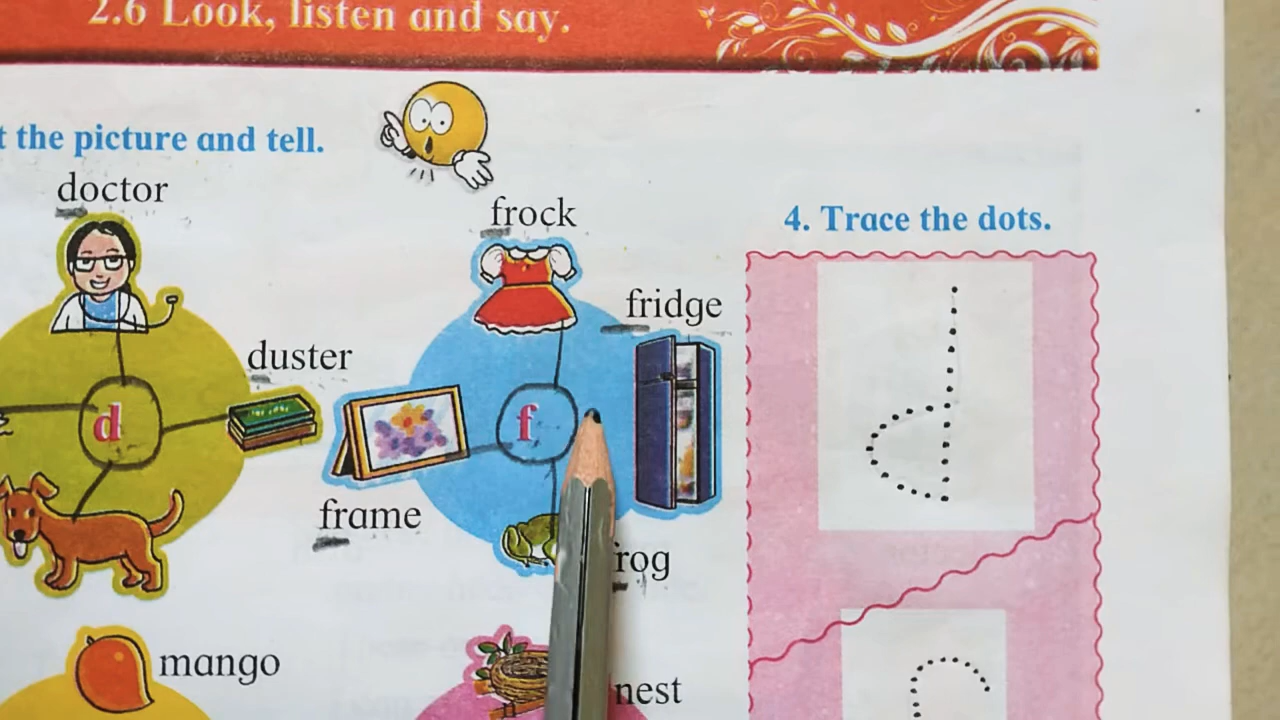 2.6 Look, listen and say.
t the picture and tell.
doctor
frock
4. Trace the dots.
fridge
duster
d
f
frame
rog
mango
nest